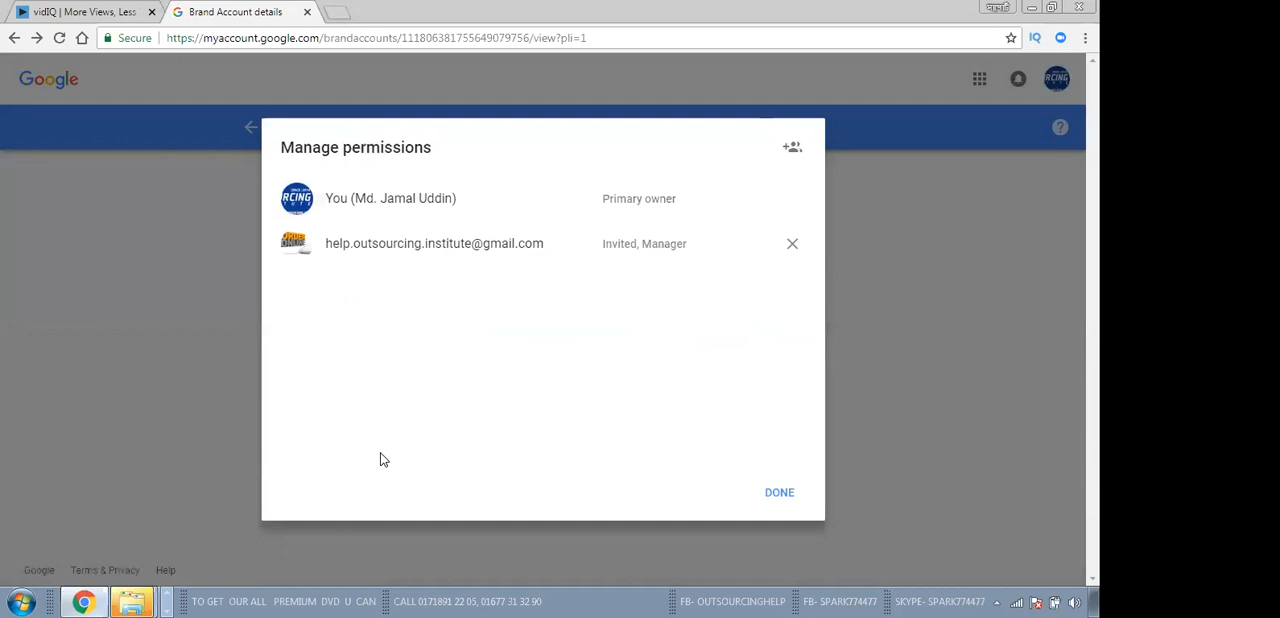 vidIQ | More Views, Less
Brand Account details
Secure
https://myaccount.google.com/brandaccounts/111806381755649079756/view?pli=1
IQ
Google
RCING
Manage permissions
RCING
You (Md. Jamal Uddin)
Primary owner
help.outsourcing.institute@gmail.com
Invited, Manager
DONE
Google
Terms & Privacy
Help
TO GET OUR ALL PREMIUM DVD U CAN
CALL 0171891 22 05, 01677 31 32 90
FB- OUTSOURCINGHELP
FB- SPARK774477
SKYPE- SPARK774477